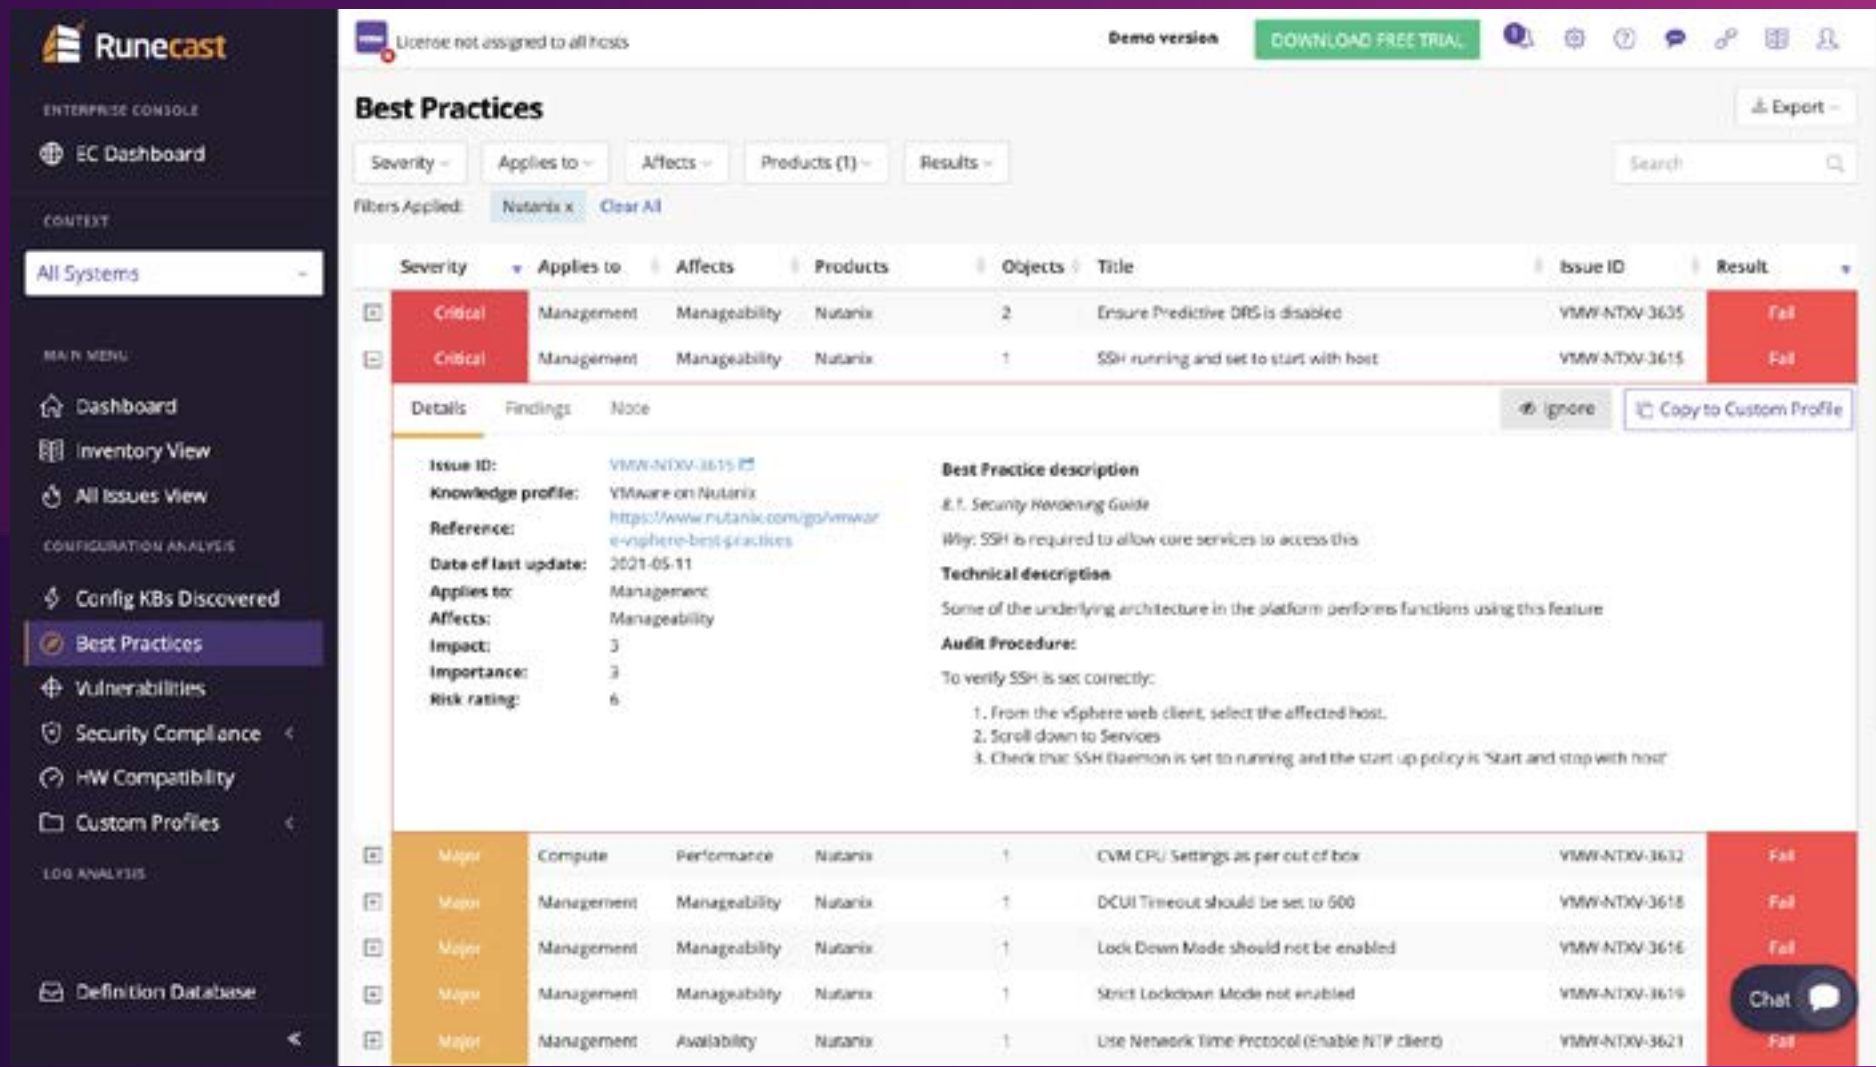 Runecast
License not assigned to all hosts
Demo version
DOWNLOAD FREE TRIAL
ENTERPRISE CONSOLE
EC Dashboard
CONTEXT
All Systems
MAIN MENU
Dashboard
Inventory View
All Issues View
CONFIGURATION ANALYSIS
Config KBs Discovered
Best Practices
Vulnerabilities
Security Compliance
HW Compatibility
Custom Profiles
LOG ANALYSIS
Definition Database
Best Practices
Export
Severity Applies to Affects Products (1) Results
Search
Filters Applied: Nutanix x Clear All
Severity Applies to Affects Products Objects Title Issue ID Result
Critical Management Manageability Nutanix 2 Ensure Predictive DRS is disabled VMW-NTXV-3635 Fail
Critical Management Manageability Nutanix 1 SSH running and set to start with host VMW-NTXV-3615 Fail
Details Findings Note
Ignore Copy to Custom Profile
Issue ID: VMW-NTXV-3615
Knowledge profile: VMware on Nutanix
Reference: https://www.nutanix.com/go/vmwar
e-vsphere-best-practices
Date of last update: 2021-05-11
Applies to: Management
Affects: Manageability
Impact: 3
Importance: 3
Risk rating: 6
Best Practice description
8.1. Security Hardening Guide
Why: SSH is required to allow core services to access this
Technical description
Some of the underlying architecture in the platform performs functions using this feature
Audit Procedure:
To verify SSH is set correctly:
1. From the vSphere web client, select the affected host.
2. Scroll down to Services
3. Check that SSH Daemon is set to running and the start up policy is 'Start and stop with host'
Major Compute Performance Nutanix 1 CVM CPU Settings as per out of box VMW-NTXV-3632 Fail
Major Management Manageability Nutanix 1 DCUI Timeout should be set to 600 VMW-NTXV-3618 Fail
Major Management Manageability Nutanix 1 Lock Down Mode should not be enabled VMW-NTXV-3616 Fail
Major Management Manageability Nutanix 1 Strict Lockdown Mode not enabled VMW-NTXV-3619
Chat
Major Management Availability Nutanix 1 Use Network Time Protocol (Enable NTP client) VMW-NTXV-3621 Fail